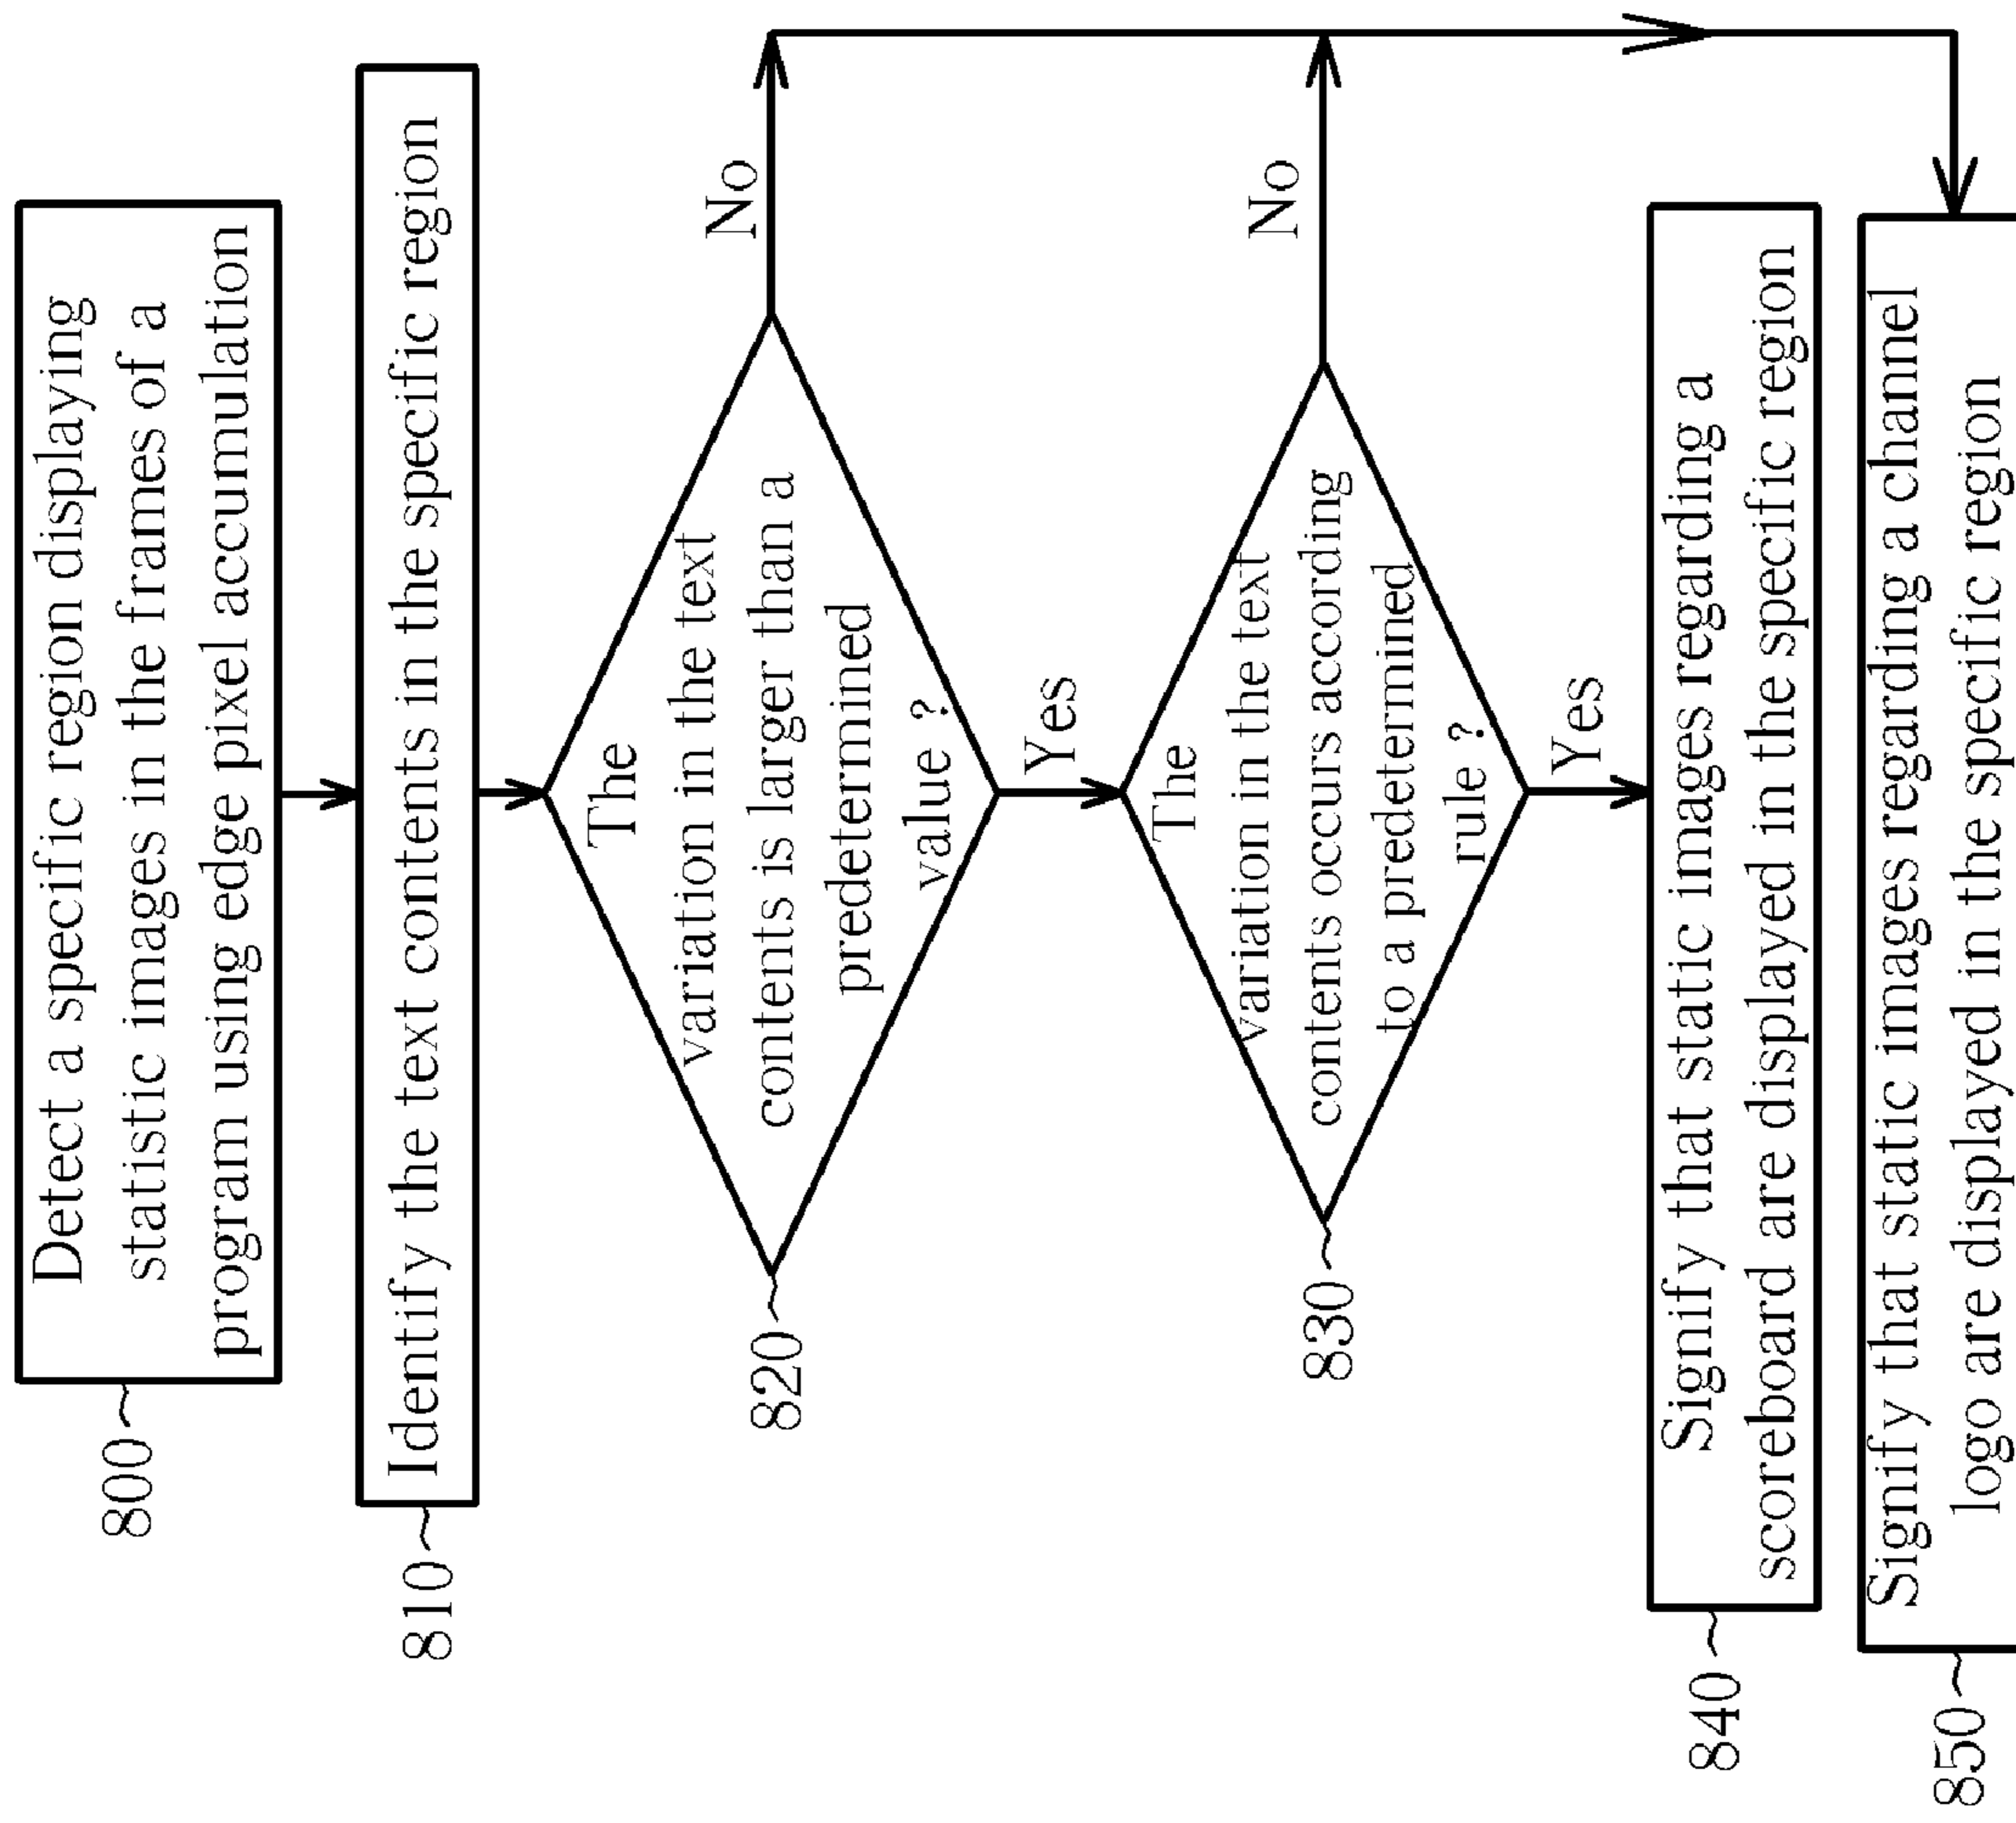 800
Detect a specific region displaying
statistic images in the frames of a
program using edge pixel accumulation
810
Identify the text contents in the specific region
820
The
variation in the text
contents is larger than a
predetermined
value ?
No
Yes
830
The
variation in the text
contents occurs according
to a predetermined
rule ?
No
Yes
840
Signify that static images regarding a
scoreboard are displayed in the specific region
850
Signify that static images regarding a channel
logo are displayed in the specific region